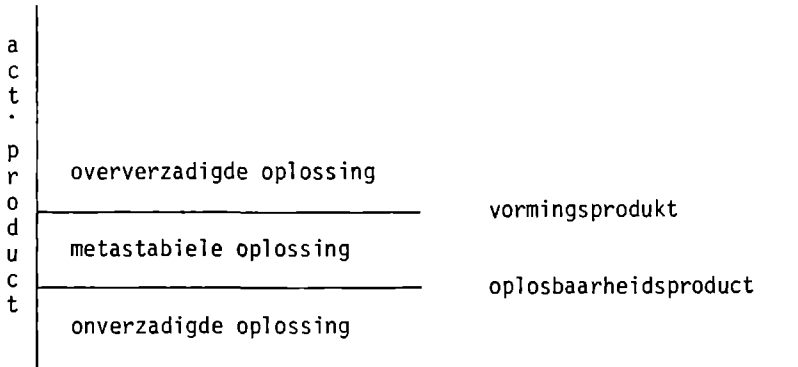 act. product
oververzadigde oplossing
vormingsprodukt
metastabiele oplossing
oplosbaarheidsproduct
onverzadigde oplossing